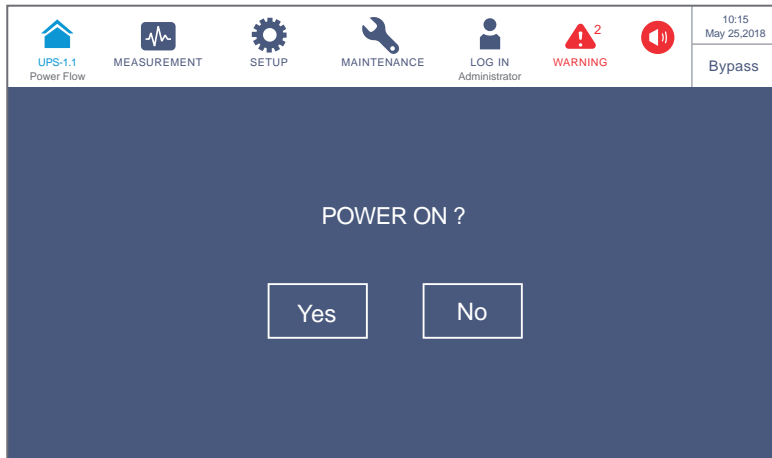 UPS-1.1
Power Flow
MEASUREMENT
SETUP
MAINTENANCE
LOG IN
Administrator
2
WARNING
10:15
May 25,2018
Bypass
POWER ON ?
Yes
No